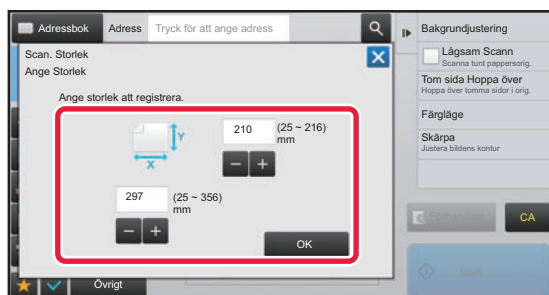 Adressbok
Adress
Tryck för att ange adress
Scan. Storlek
Ange Storlek
Ange storlek att registrera.
Y
X
210
(25 ~ 216)
mm
297
(25 ~ 356)
mm
OK
Övrigt
Bakgrundjustering
Lågsam Scann
Scanna tunt pappersorig.
Tom sida Hoppa över
Hoppa över tomma sidor i orig.
Färgläge
Skärpa
Justera bildens kontur
CA
Start